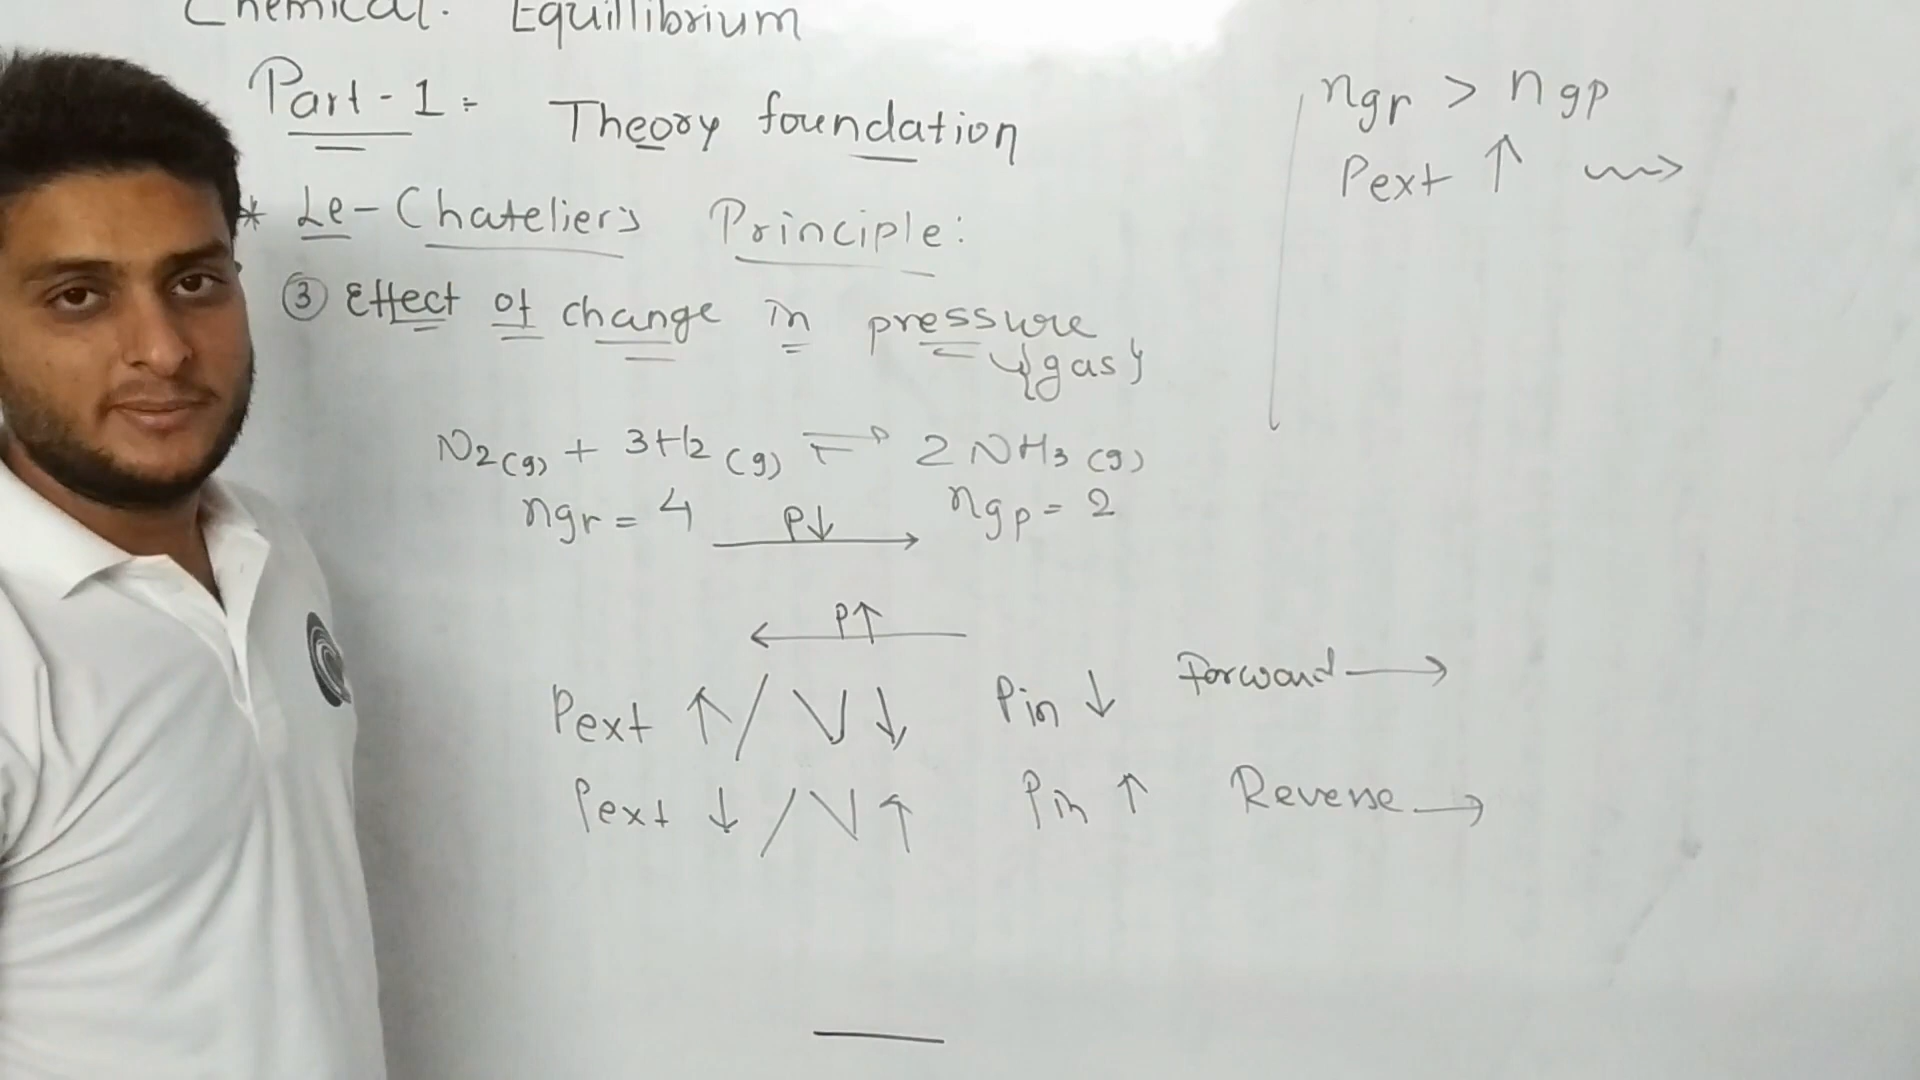 Chemical. Equillibrium
Part-1:- Theory foundation
* Le-Chatelier's Principle:
③ Effect of change in pressure
{gas}
N2(g) + 3H2(g) ⇌ 2NH3(g)
ngr = 4 P↓ → ngp = 2
← P↑
Pext ↑ / V ↓ Pin ↓ Forward →
Pext ↓ / V ↑ Pin ↑ Reverse →
ngr > ngp
Pext ↑ ⇝